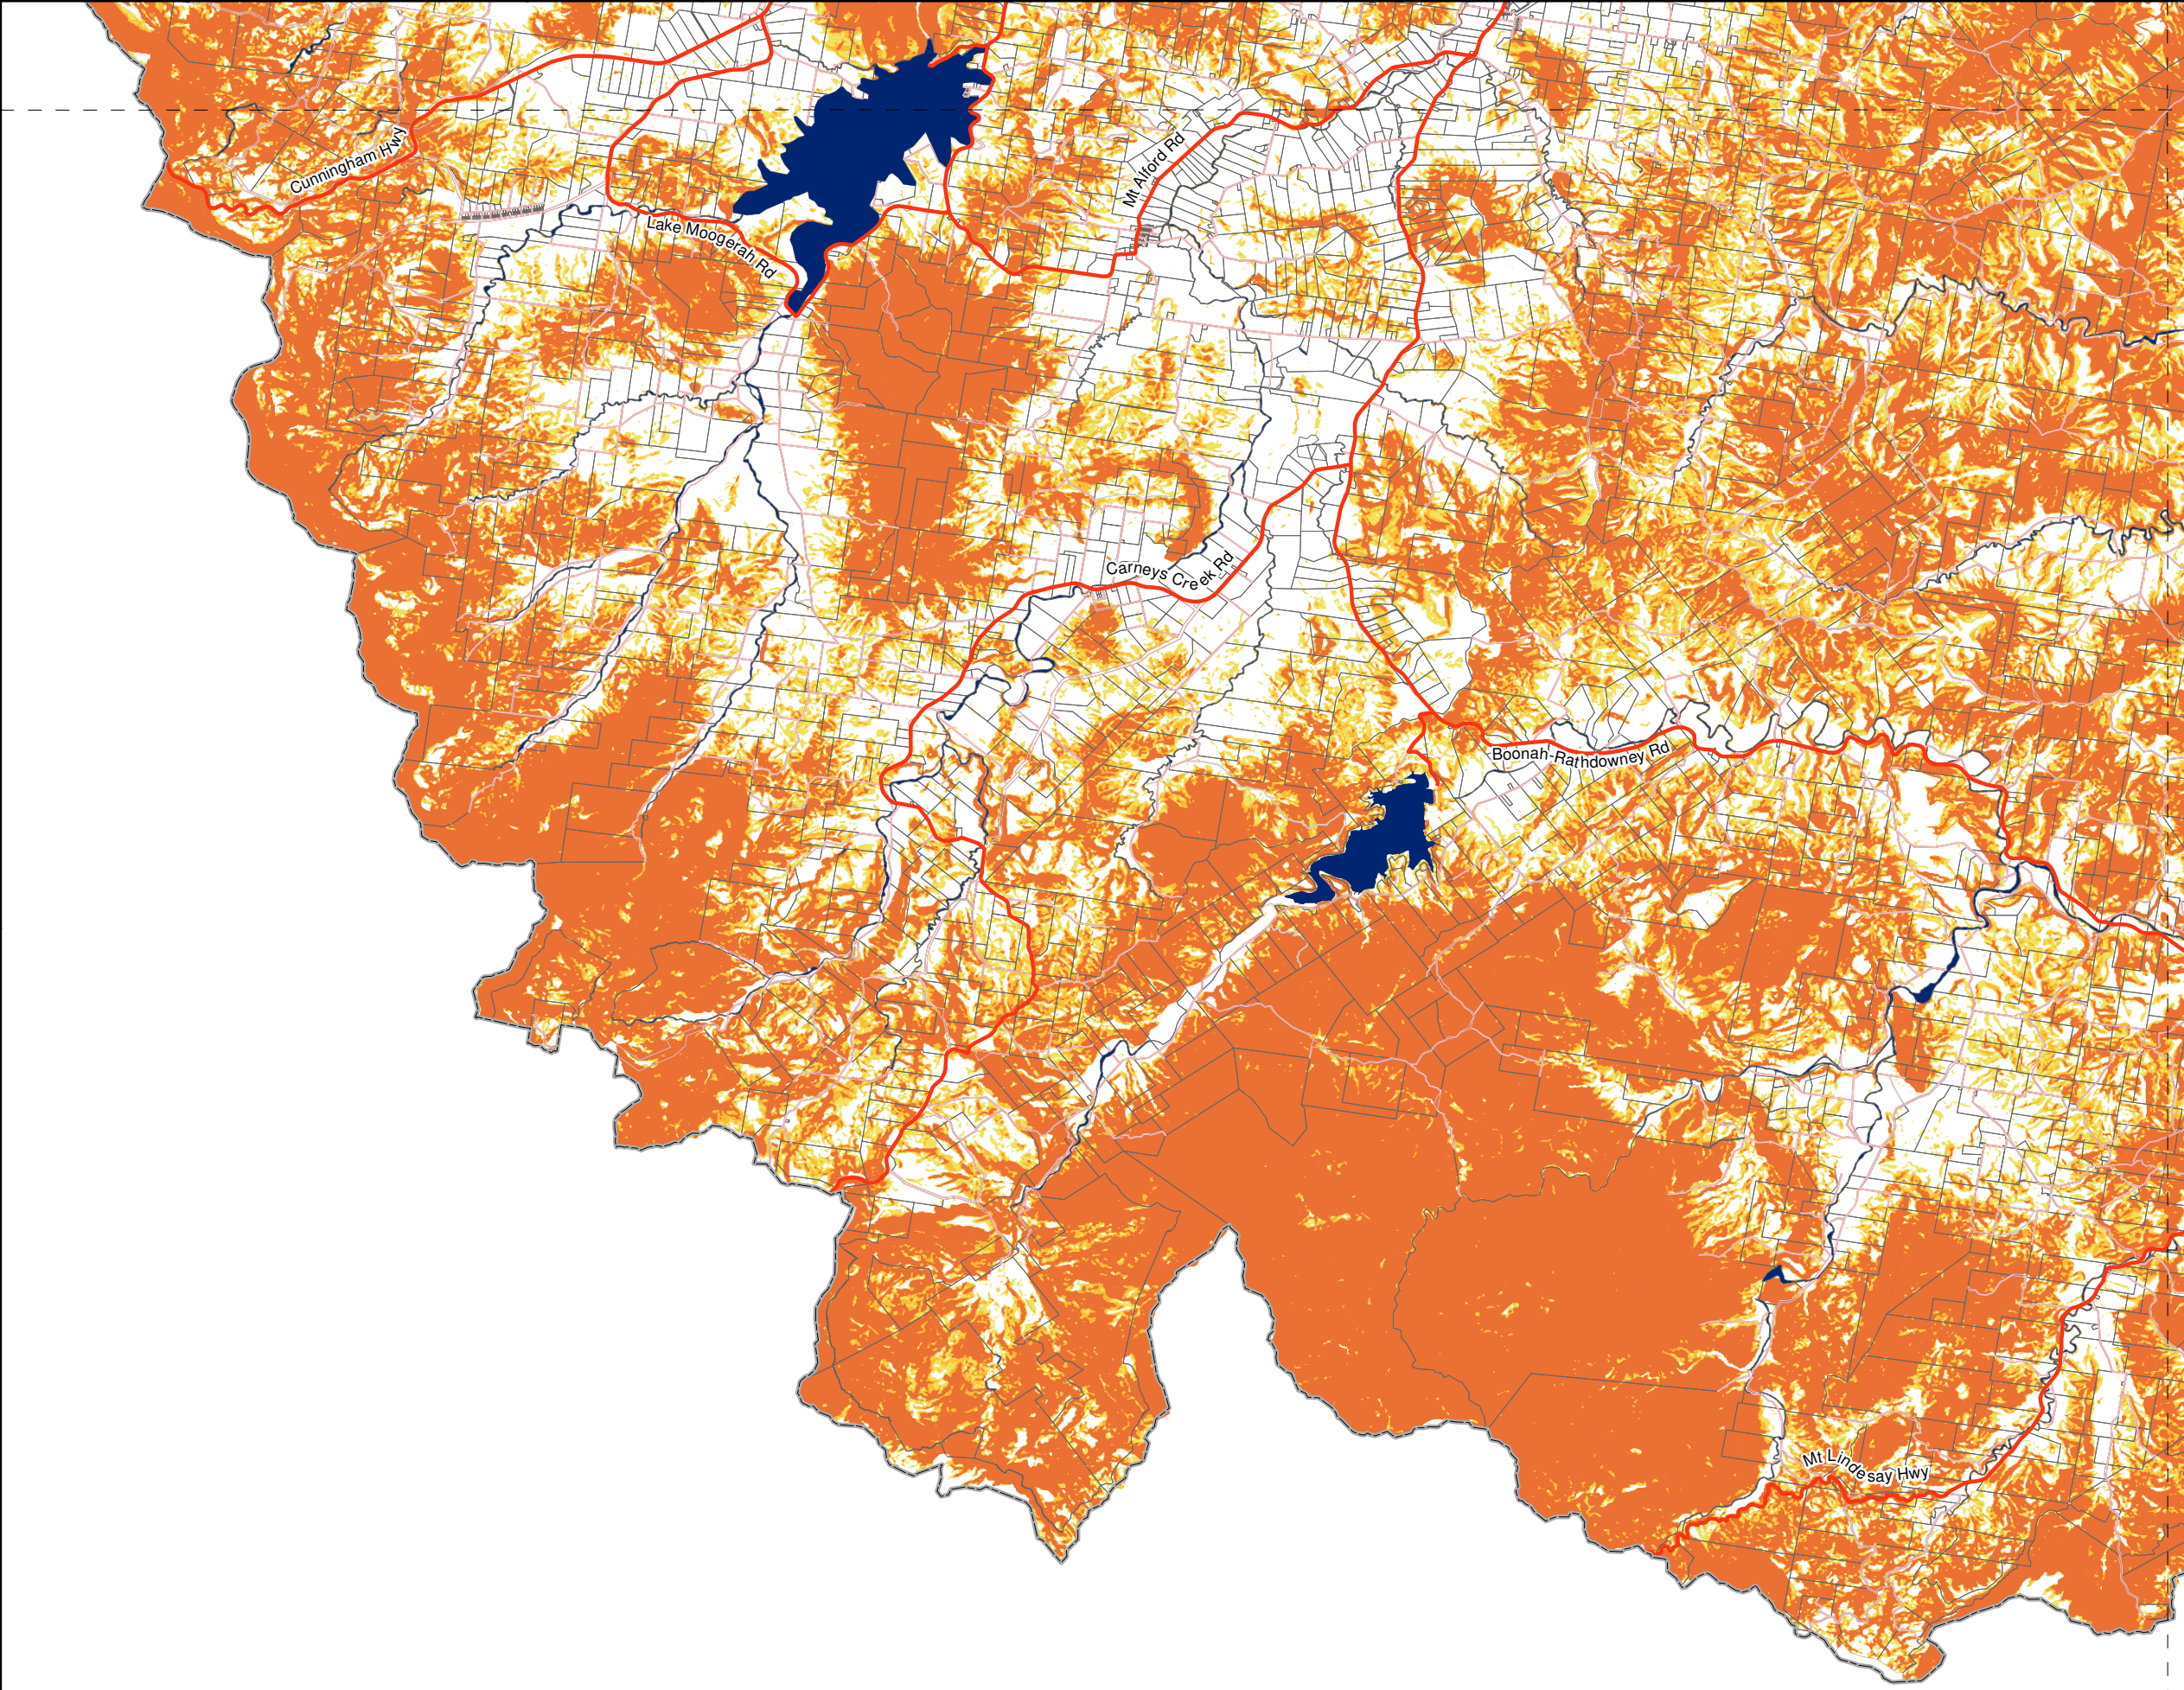 Cunningham Hwy
Mt Alford Rd
Lake Moogerah Rd
Carneys Creek Rd
Boonah-Rathdowney Rd
Mt Lindesay Hwy